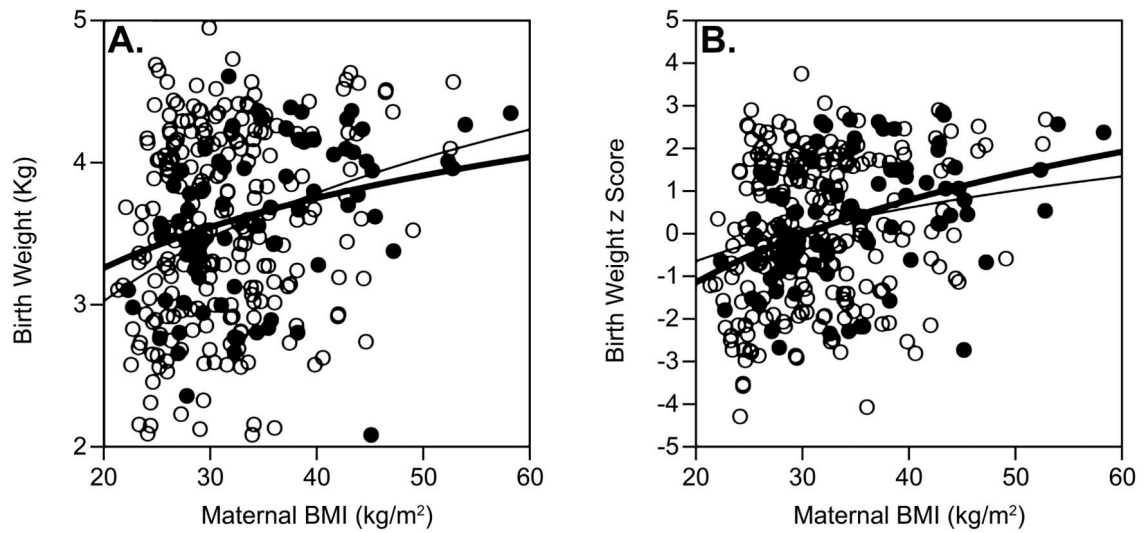 A.
5
4
3
2
20 30 40 50 60
Birth Weight (Kg)
Maternal BMI (kg/m²)
B.
5
4
3
2
1
0
-1
-2
-3
-4
-5
20 30 40 50 60
Birth Weight z Score
Maternal BMI (kg/m²)